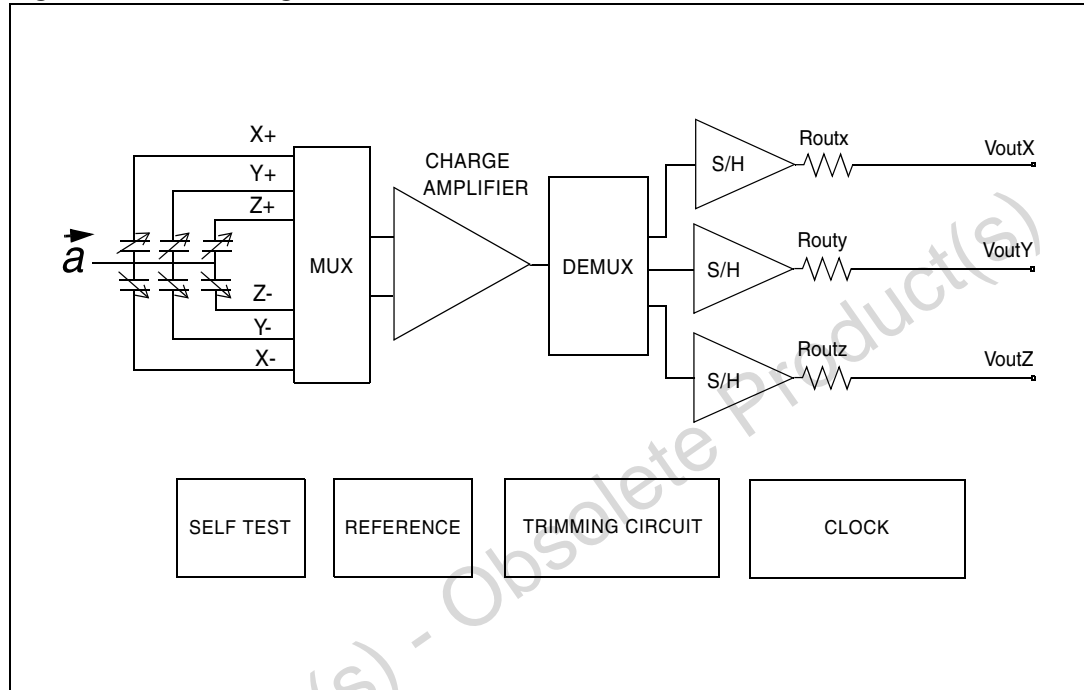 X+
Y+
Z+
a
Z-
Y-
X-
MUX
CHARGE
AMPLIFIER
DEMUX
S/H
Routx
VoutX
S/H
Routy
VoutY
S/H
Routz
VoutZ
SELF TEST
REFERENCE
TRIMMING CIRCUIT
CLOCK
(s) - Obsolete Product(s)